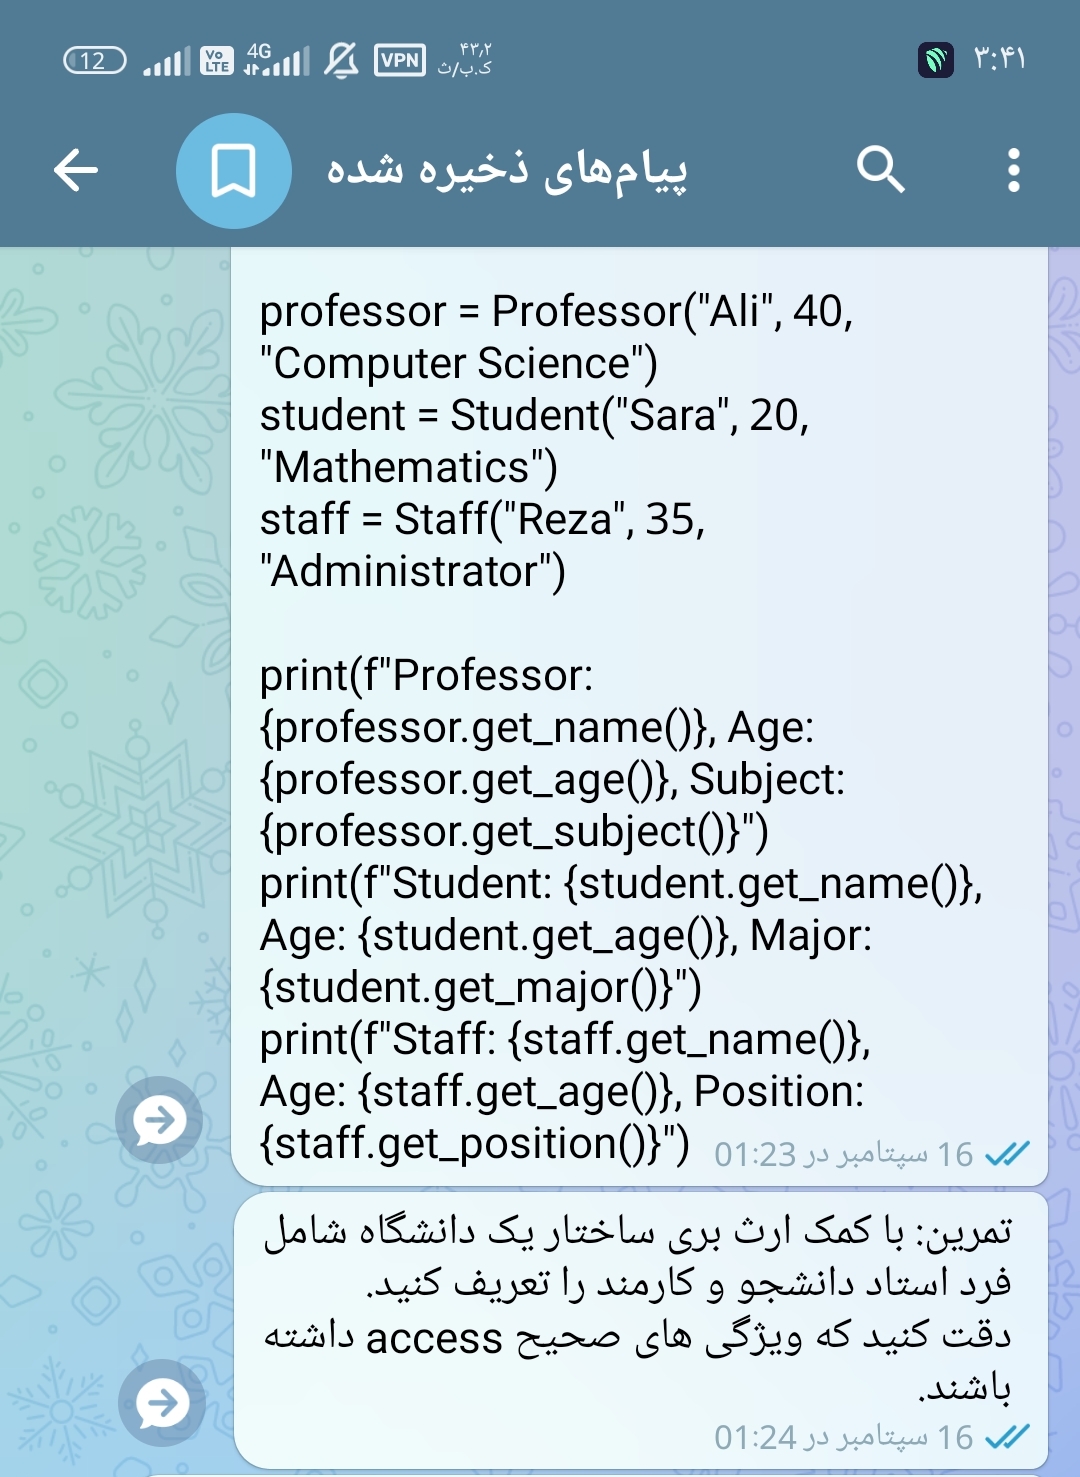 12
Vo
LTE
4G
VPN
۴۳٫۲
ک.ب/ث
۳:۴۱
پیام‌های ذخیره شده
professor = Professor("Ali", 40,
"Computer Science")
student = Student("Sara", 20,
"Mathematics")
staff = Staff("Reza", 35,
"Administrator")
print(f"Professor:
{professor.get_name()}, Age:
{professor.get_age()}, Subject:
{professor.get_subject()}")
print(f"Student: {student.get_name()},
Age: {student.get_age()}, Major:
{student.get_major()}")
print(f"Staff: {staff.get_name()},
Age: {staff.get_age()}, Position:
{staff.get_position()}")
16 سپتامبر در 01:23
تمرین: با کمک ارث بری ساختار یک دانشگاه شامل
فرد استاد دانشجو و کارمند را تعریف کنید.
دقت کنید که ویژگی های صحیح access داشته
باشند.
16 سپتامبر در 01:24